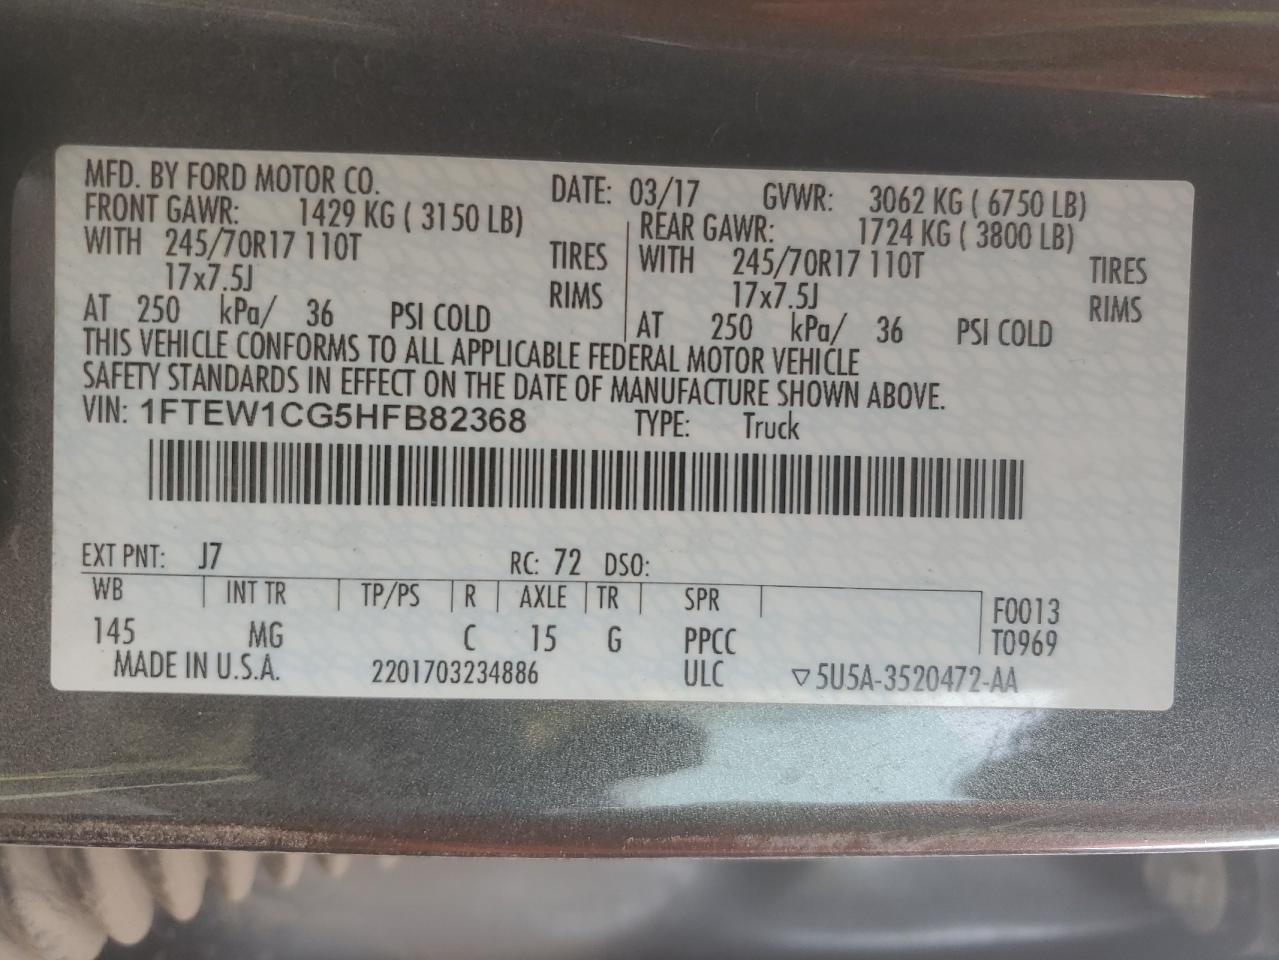 MFD. BY FORD MOTOR CO. DATE: 03/17 GVWR: 3062 KG ( 6750 LB)
FRONT GAWR: 1429 KG ( 3150 LB) REAR GAWR: 1724 KG ( 3800 LB)
WITH 245/70R17 110T TIRES WITH 245/70R17 110T TIRES
17x7.5J RIMS 17x7.5J RIMS
AT 250 kPa/ 36 PSI COLD AT 250 kPa/ 36 PSI COLD
THIS VEHICLE CONFORMS TO ALL APPLICABLE FEDERAL MOTOR VEHICLE
SAFETY STANDARDS IN EFFECT ON THE DATE OF MANUFACTURE SHOWN ABOVE.
VIN: 1FTEW1CG5HFB82368 TYPE: Truck
EXT PNT: J7 RC: 72 DSO:
WB INT TR TP/PS R AXLE TR SPR F0013
145 MG C 15 G PPCC T0969
MADE IN U.S.A. 2201703234886 ULC ▽5U5A-3520472-AA